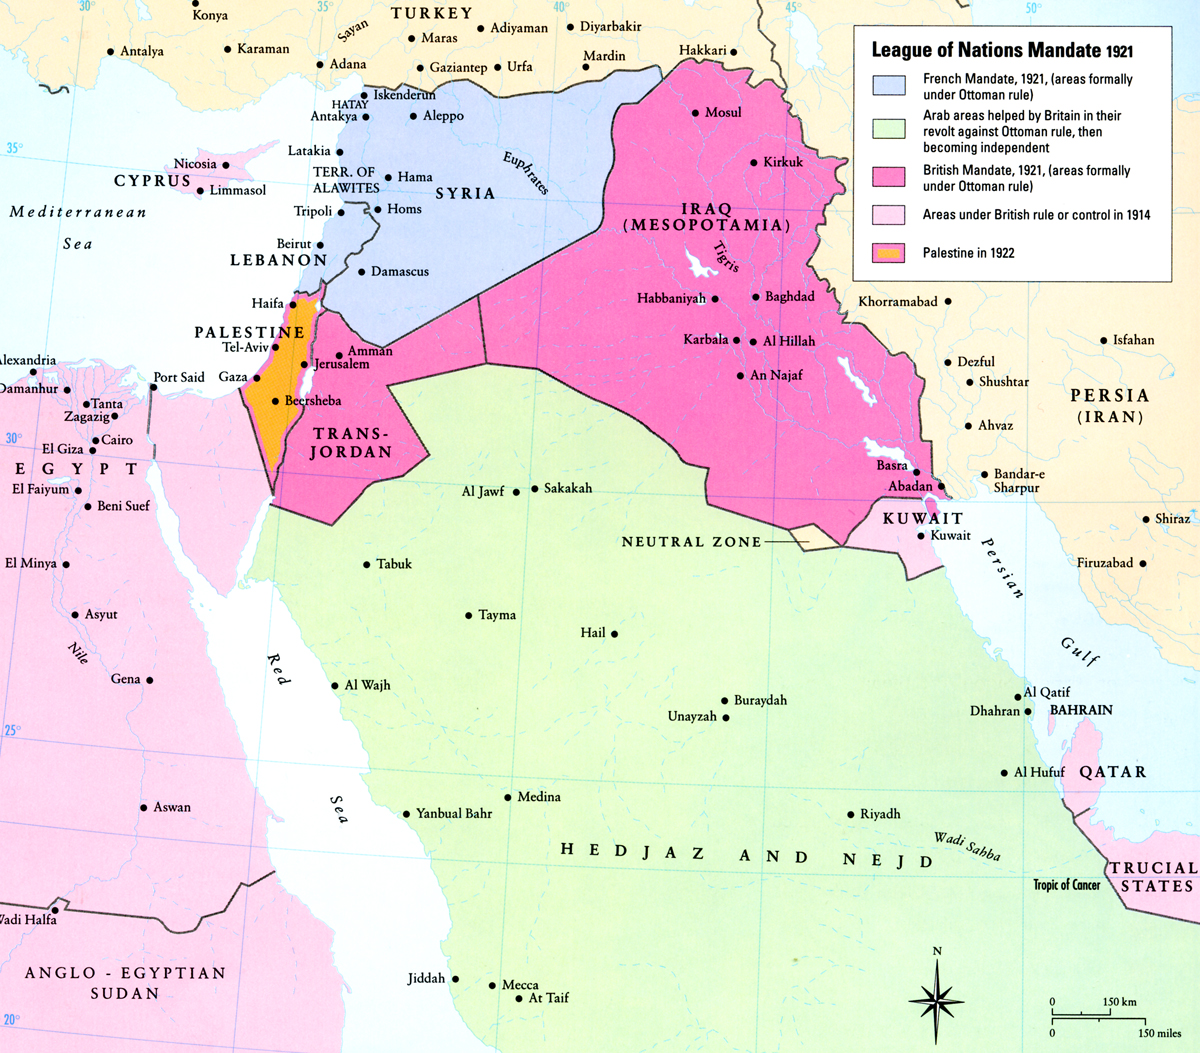 30°
35°
40°
45°
50°
Konya
Sayan
TURKEY
Adiyaman
Diyarbakir
Antalya
Karaman
Maras
Adana
Gaziantep
Urfa
Mardin
Hakkari
League of Nations Mandate 1921
French Mandate, 1921, (areas formally
under Ottoman rule)
Arab areas helped by Britain in their
revolt against Ottoman rule, then
becoming independent
British Mandate, 1921, (areas formally
under Ottoman rule)
Areas under British rule or control in 1914
Palestine in 1922
Iskenderun
HATAY
Antakya
Aleppo
Mosul
35°
Nicosia
CYPRUS
Limmasol
Latakia
TERR. OF
ALAWITES
Hama
Euphrates
SYRIA
Kirkuk
Mediterranean
Sea
Tripoli
Homs
IRAQ
(MESOPOTAMIA)
Tigris
Beirut
LEBANON
Damascus
Haifa
Habbaniyah
Baghdad
Khorramabad
PALESTINE
Tel-Aviv
Amman
Jerusalem
Karbala
Al Hillah
Isfahan
Alexandria
Damanhur
Port Said
Gaza
An Najaf
Dezful
Shushtar
Tanta
Zagazig
Beersheba
PERSIA
(IRAN)
30°
Cairo
El Giza
TRANS-
JORDAN
Ahvaz
EGYPT
El Faiyum
Beni Suef
Al Jawf
Sakakah
Basra
Abadan
Bandar-e
Sharpur
KUWAIT
Kuwait
Shiraz
NEUTRAL ZONE
El Minya
Tabuk
Persian
Gulf
Firuzabad
Asyut
Nile
Tayma
Hail
Gena
Red
Sea
Al Wajh
Buraydah
Unayzah
Al Qatif
Dhahran
BAHRAIN
25°
Al Hufuf
QATAR
Aswan
Yanbual Bahr
Medina
Riyadh
HEDJAZ AND NEJD
Wadi Sahba
Tropic of Cancer
TRUCIAL
STATES
Wadi Halfa
ANGLO - EGYPTIAN
SUDAN
Jiddah
Mecca
At Taif
N
0 150 km
0 150 miles
20°